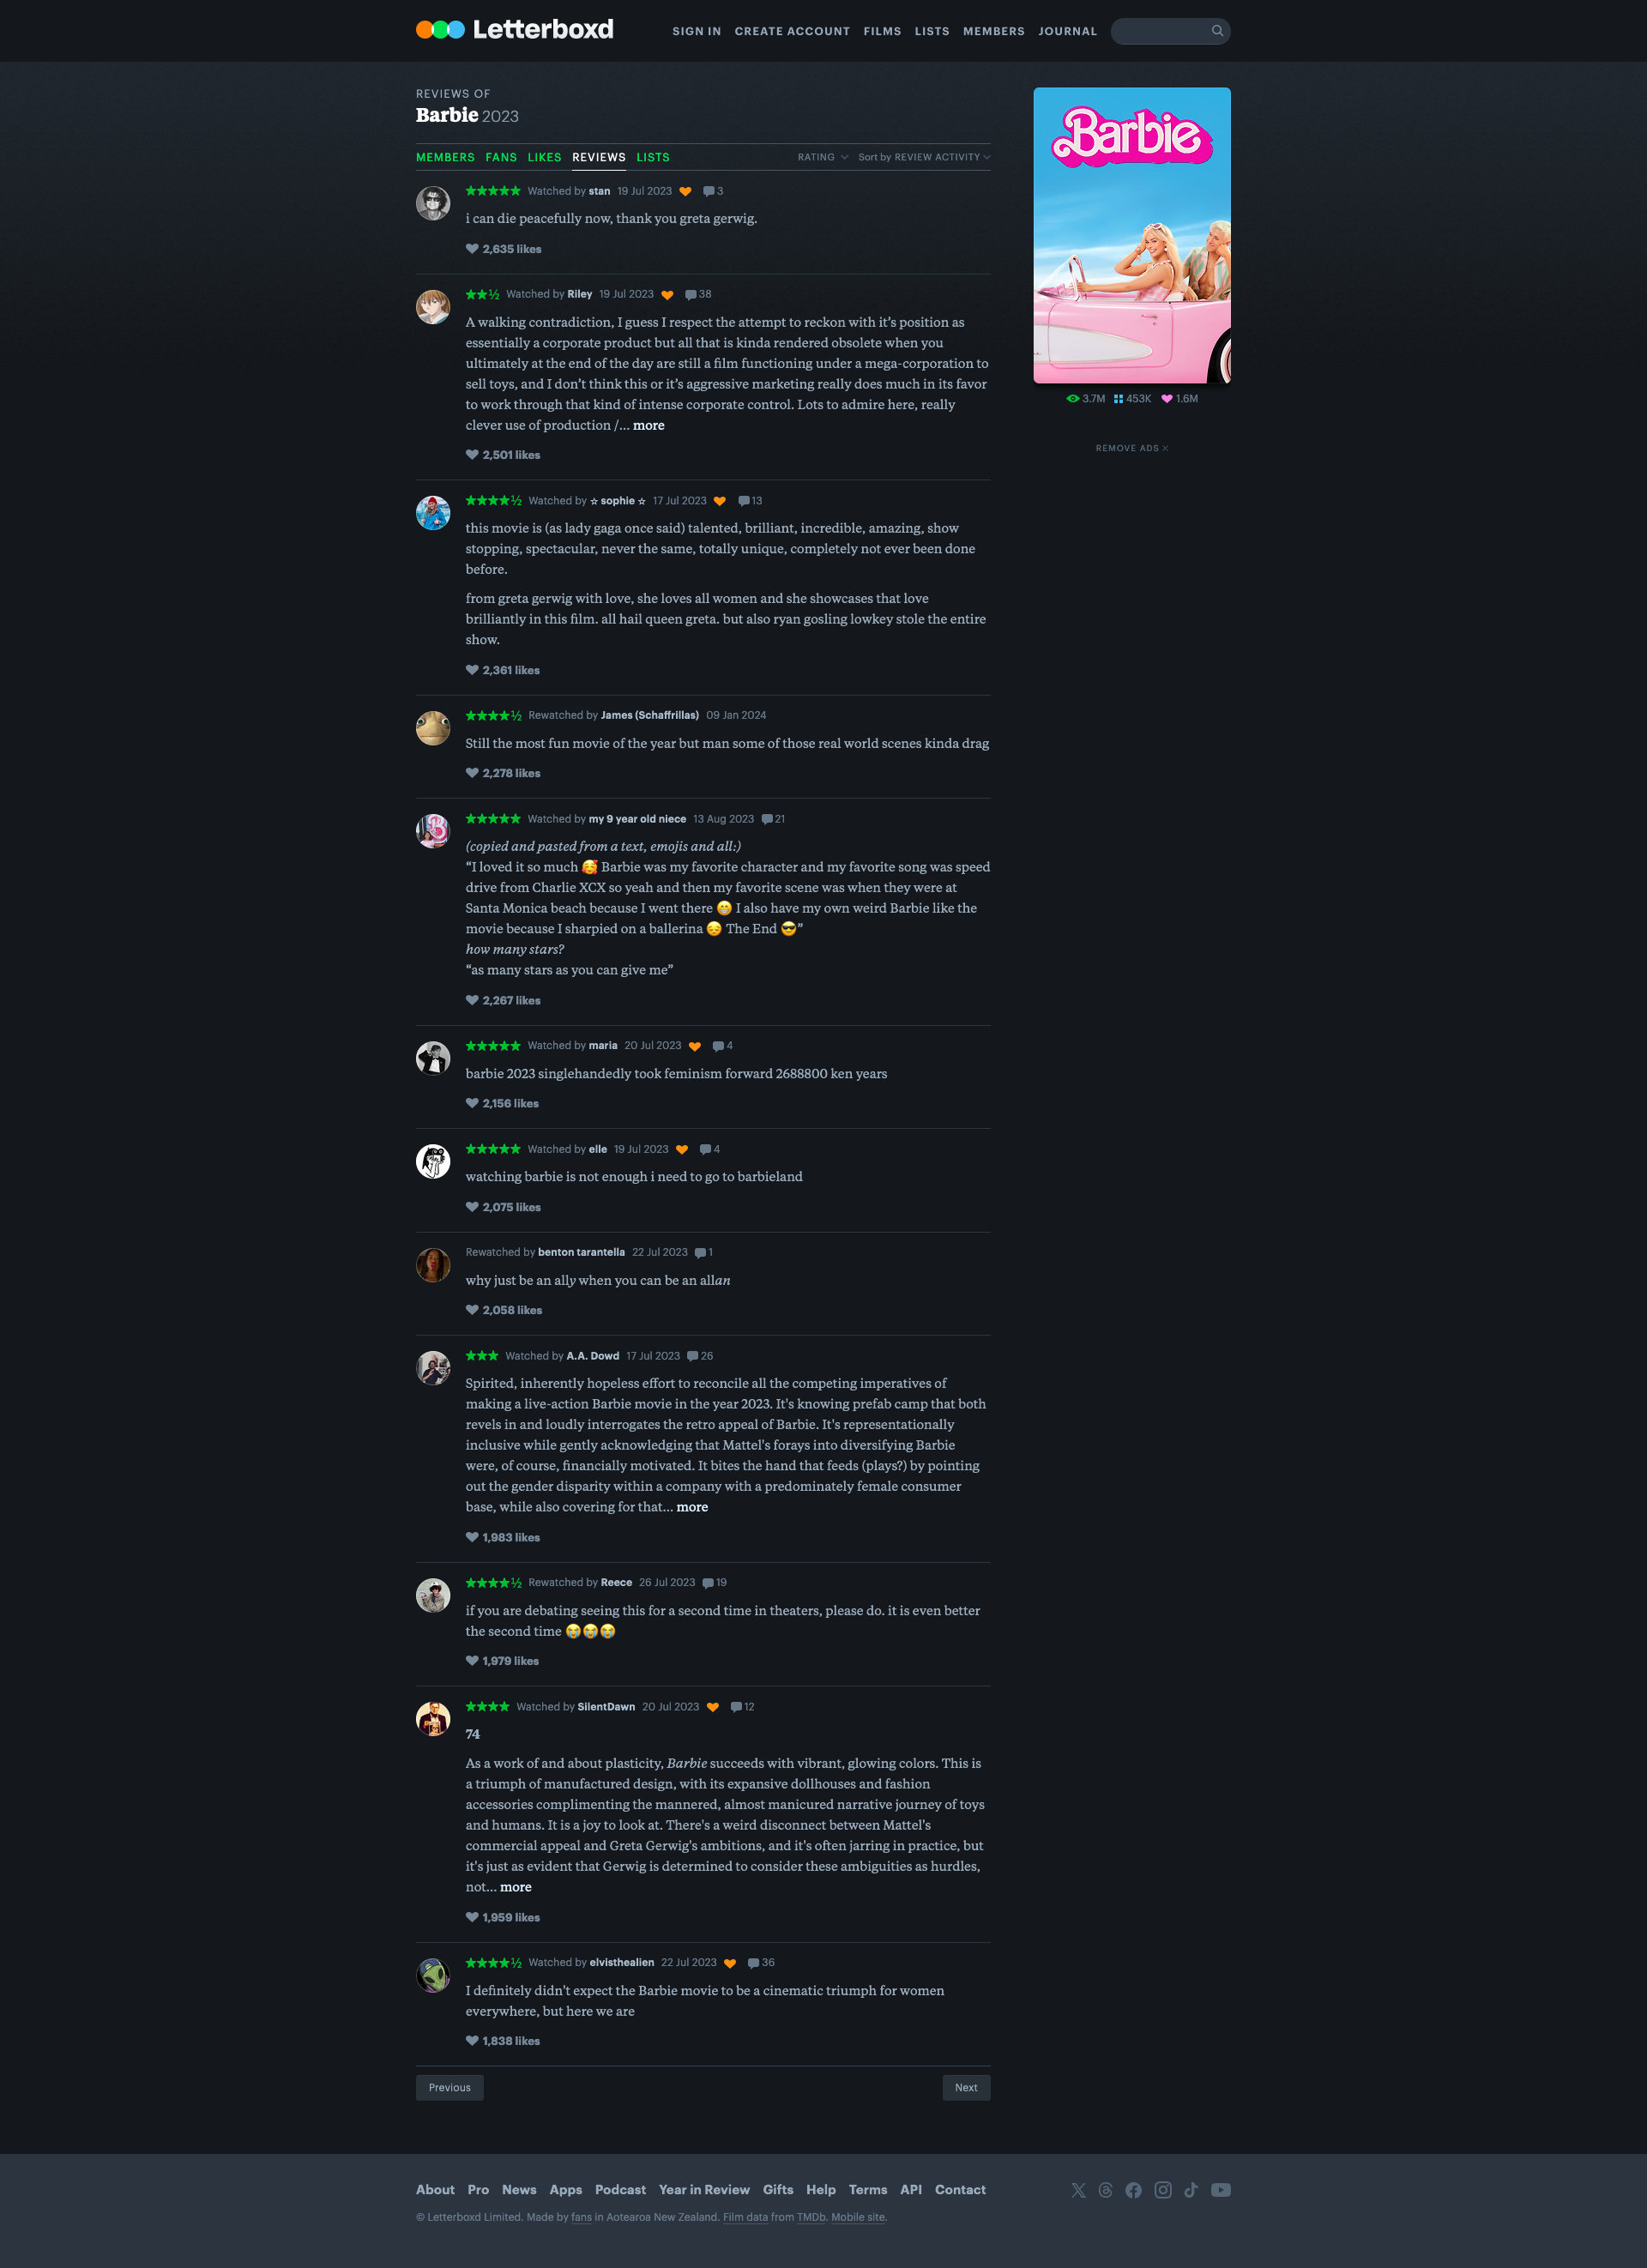 Letterboxd
SIGN IN CREATE ACCOUNT FILMS LISTS MEMBERS JOURNAL
REVIEWS OF
Barbie 2023
MEMBERS FANS LIKES REVIEWS LISTS RATING Sort by REVIEW ACTIVITY
Barbie
3.7M 453K 1.6M
REMOVE ADS
★★★★★ Watched by stan 19 Jul 2023 3
i can die peacefully now, thank you greta gerwig.
2,635 likes
★★½ Watched by Riley 19 Jul 2023 38
A walking contradiction, I guess I respect the attempt to reckon with it’s position as
essentially a corporate product but all that is kinda rendered obsolete when you
ultimately at the end of the day are still a film functioning under a mega-corporation to
sell toys, and I don’t think this or it’s aggressive marketing really does much in its favor
to work through that kind of intense corporate control. Lots to admire here, really
clever use of production /… more
2,501 likes
★★★★½ Watched by ☆ sophie ☆ 17 Jul 2023 13
this movie is (as lady gaga once said) talented, brilliant, incredible, amazing, show
stopping, spectacular, never the same, totally unique, completely not ever been done
before.
from greta gerwig with love, she loves all women and she showcases that love
brilliantly in this film. all hail queen greta. but also ryan gosling lowkey stole the entire
show.
2,361 likes
★★★★½ Rewatched by James (Schaffrillas) 09 Jan 2024
Still the most fun movie of the year but man some of those real world scenes kinda drag
2,278 likes
★★★★★ Watched by my 9 year old niece 13 Aug 2023 21
(copied and pasted from a text, emojis and all:)
“I loved it so much 🥰 Barbie was my favorite character and my favorite song was speed
drive from Charlie XCX so yeah and then my favorite scene was when they were at
Santa Monica beach because I went there 😁 I also have my own weird Barbie like the
movie because I sharpied on a ballerina 😔 The End 😎”
how many stars?
“as many stars as you can give me”
2,267 likes
★★★★★ Watched by maria 20 Jul 2023 4
barbie 2023 singlehandedly took feminism forward 2688800 ken years
2,156 likes
★★★★★ Watched by elle 19 Jul 2023 4
watching barbie is not enough i need to go to barbieland
2,075 likes
Rewatched by benton tarantella 22 Jul 2023 1
why just be an ally when you can be an allan
2,058 likes
★★★ Watched by A.A. Dowd 17 Jul 2023 26
Spirited, inherently hopeless effort to reconcile all the competing imperatives of
making a live-action Barbie movie in the year 2023. It's knowing prefab camp that both
revels in and loudly interrogates the retro appeal of Barbie. It's representationally
inclusive while gently acknowledging that Mattel's forays into diversifying Barbie
were, of course, financially motivated. It bites the hand that feeds (plays?) by pointing
out the gender disparity within a company with a predominately female consumer
base, while also covering for that… more
1,983 likes
★★★★½ Rewatched by Reece 26 Jul 2023 19
if you are debating seeing this for a second time in theaters, please do. it is even better
the second time 😭😭😭
1,979 likes
★★★★ Watched by SilentDawn 20 Jul 2023 12
74
As a work of and about plasticity, Barbie succeeds with vibrant, glowing colors. This is
a triumph of manufactured design, with its expansive dollhouses and fashion
accessories complimenting the mannered, almost manicured narrative journey of toys
and humans. It is a joy to look at. There's a weird disconnect between Mattel's
commercial appeal and Greta Gerwig's ambitions, and it's often jarring in practice, but
it's just as evident that Gerwig is determined to consider these ambiguities as hurdles,
not… more
1,959 likes
★★★★½ Watched by elvisthealien 22 Jul 2023 36
I definitely didn't expect the Barbie movie to be a cinematic triumph for women
everywhere, but here we are
1,838 likes
Previous Next
About Pro News Apps Podcast Year in Review Gifts Help Terms API Contact
© Letterboxd Limited. Made by fans in Aotearoa New Zealand. Film data from TMDb. Mobile site.